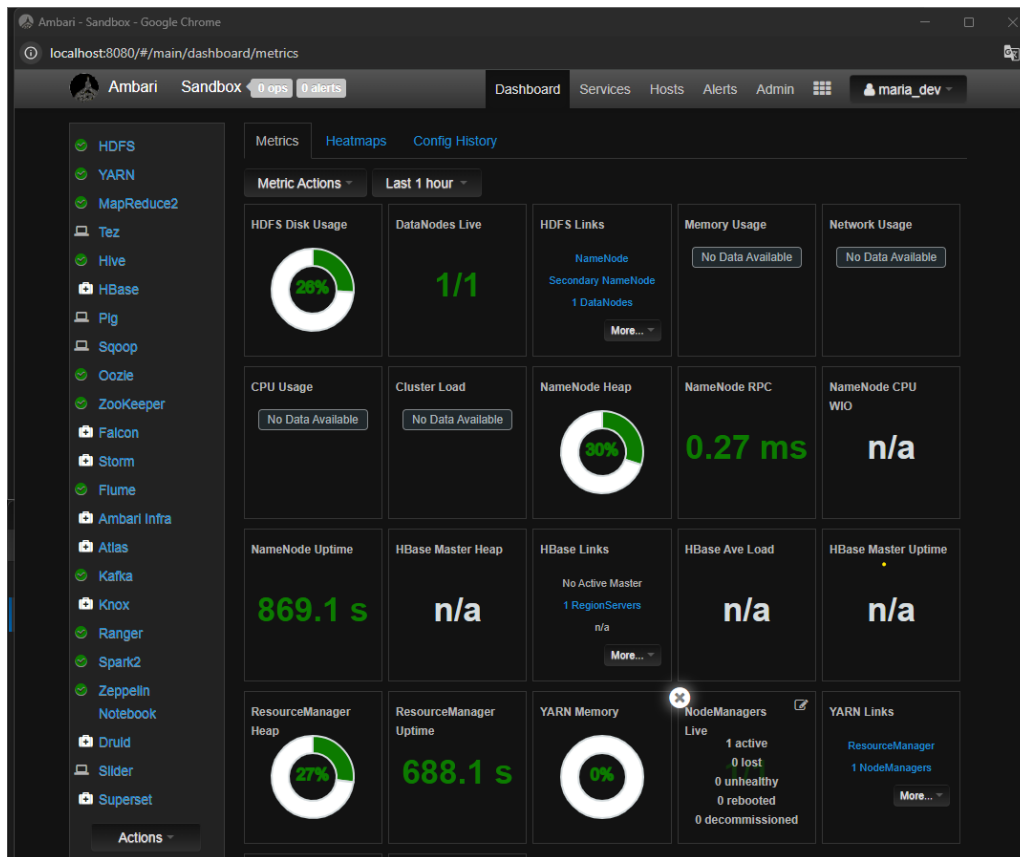 Ambari - Sandbox - Google Chrome
localhost:8080/#/main/dashboard/metrics
Ambari Sandbox 0 ops 0 alerts Dashboard Services Hosts Alerts Admin maria_dev
HDFS
YARN
MapReduce2
Tez
Hive
HBase
Pig
Sqoop
Oozie
ZooKeeper
Falcon
Storm
Flume
Ambari Infra
Atlas
Kafka
Knox
Ranger
Spark2
Zeppelin
Notebook
Druid
Slider
Superset
Actions
Metrics Heatmaps Config History
Metric Actions Last 1 hour
HDFS Disk Usage
26%
DataNodes Live
1/1
HDFS Links
NameNode
Secondary NameNode
1 DataNodes
More...
Memory Usage
No Data Available
Network Usage
No Data Available
CPU Usage
No Data Available
Cluster Load
No Data Available
NameNode Heap
30%
NameNode RPC
0.27 ms
NameNode CPU
WIO
n/a
NameNode Uptime
869.1 s
HBase Master Heap
n/a
HBase Links
No Active Master
1 RegionServers
n/a
More...
HBase Ave Load
n/a
HBase Master Uptime
n/a
ResourceManager
Heap
27%
ResourceManager
Uptime
688.1 s
YARN Memory
0%
NodeManagers
Live
1/1
1 active
0 lost
0 unhealthy
0 rebooted
0 decommissioned
YARN Links
ResourceManager
1 NodeManagers
More...